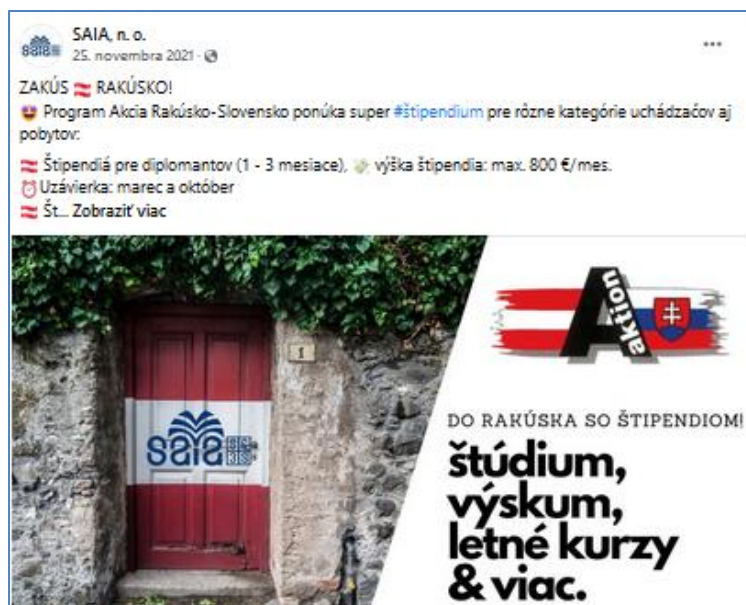 SAIA, n. o.
25. novembra 2021 ·
ZAKÚS RAKÚSKO!
Program Akcia Rakúsko-Slovensko ponúka super #štipendium pre rôzne kategórie uchádzačov aj
pobytov:
Štipendiá pre diplomantov (1 - 3 mesiace), výška štipendia: max. 800 €/mes.
Uzávierka: marec a október
Št... Zobraziť viac
1
saia
A
aktion
DO RAKÚSKA SO ŠTIPENDIOM!
štúdium,
výskum,
letné kurzy
& viac.